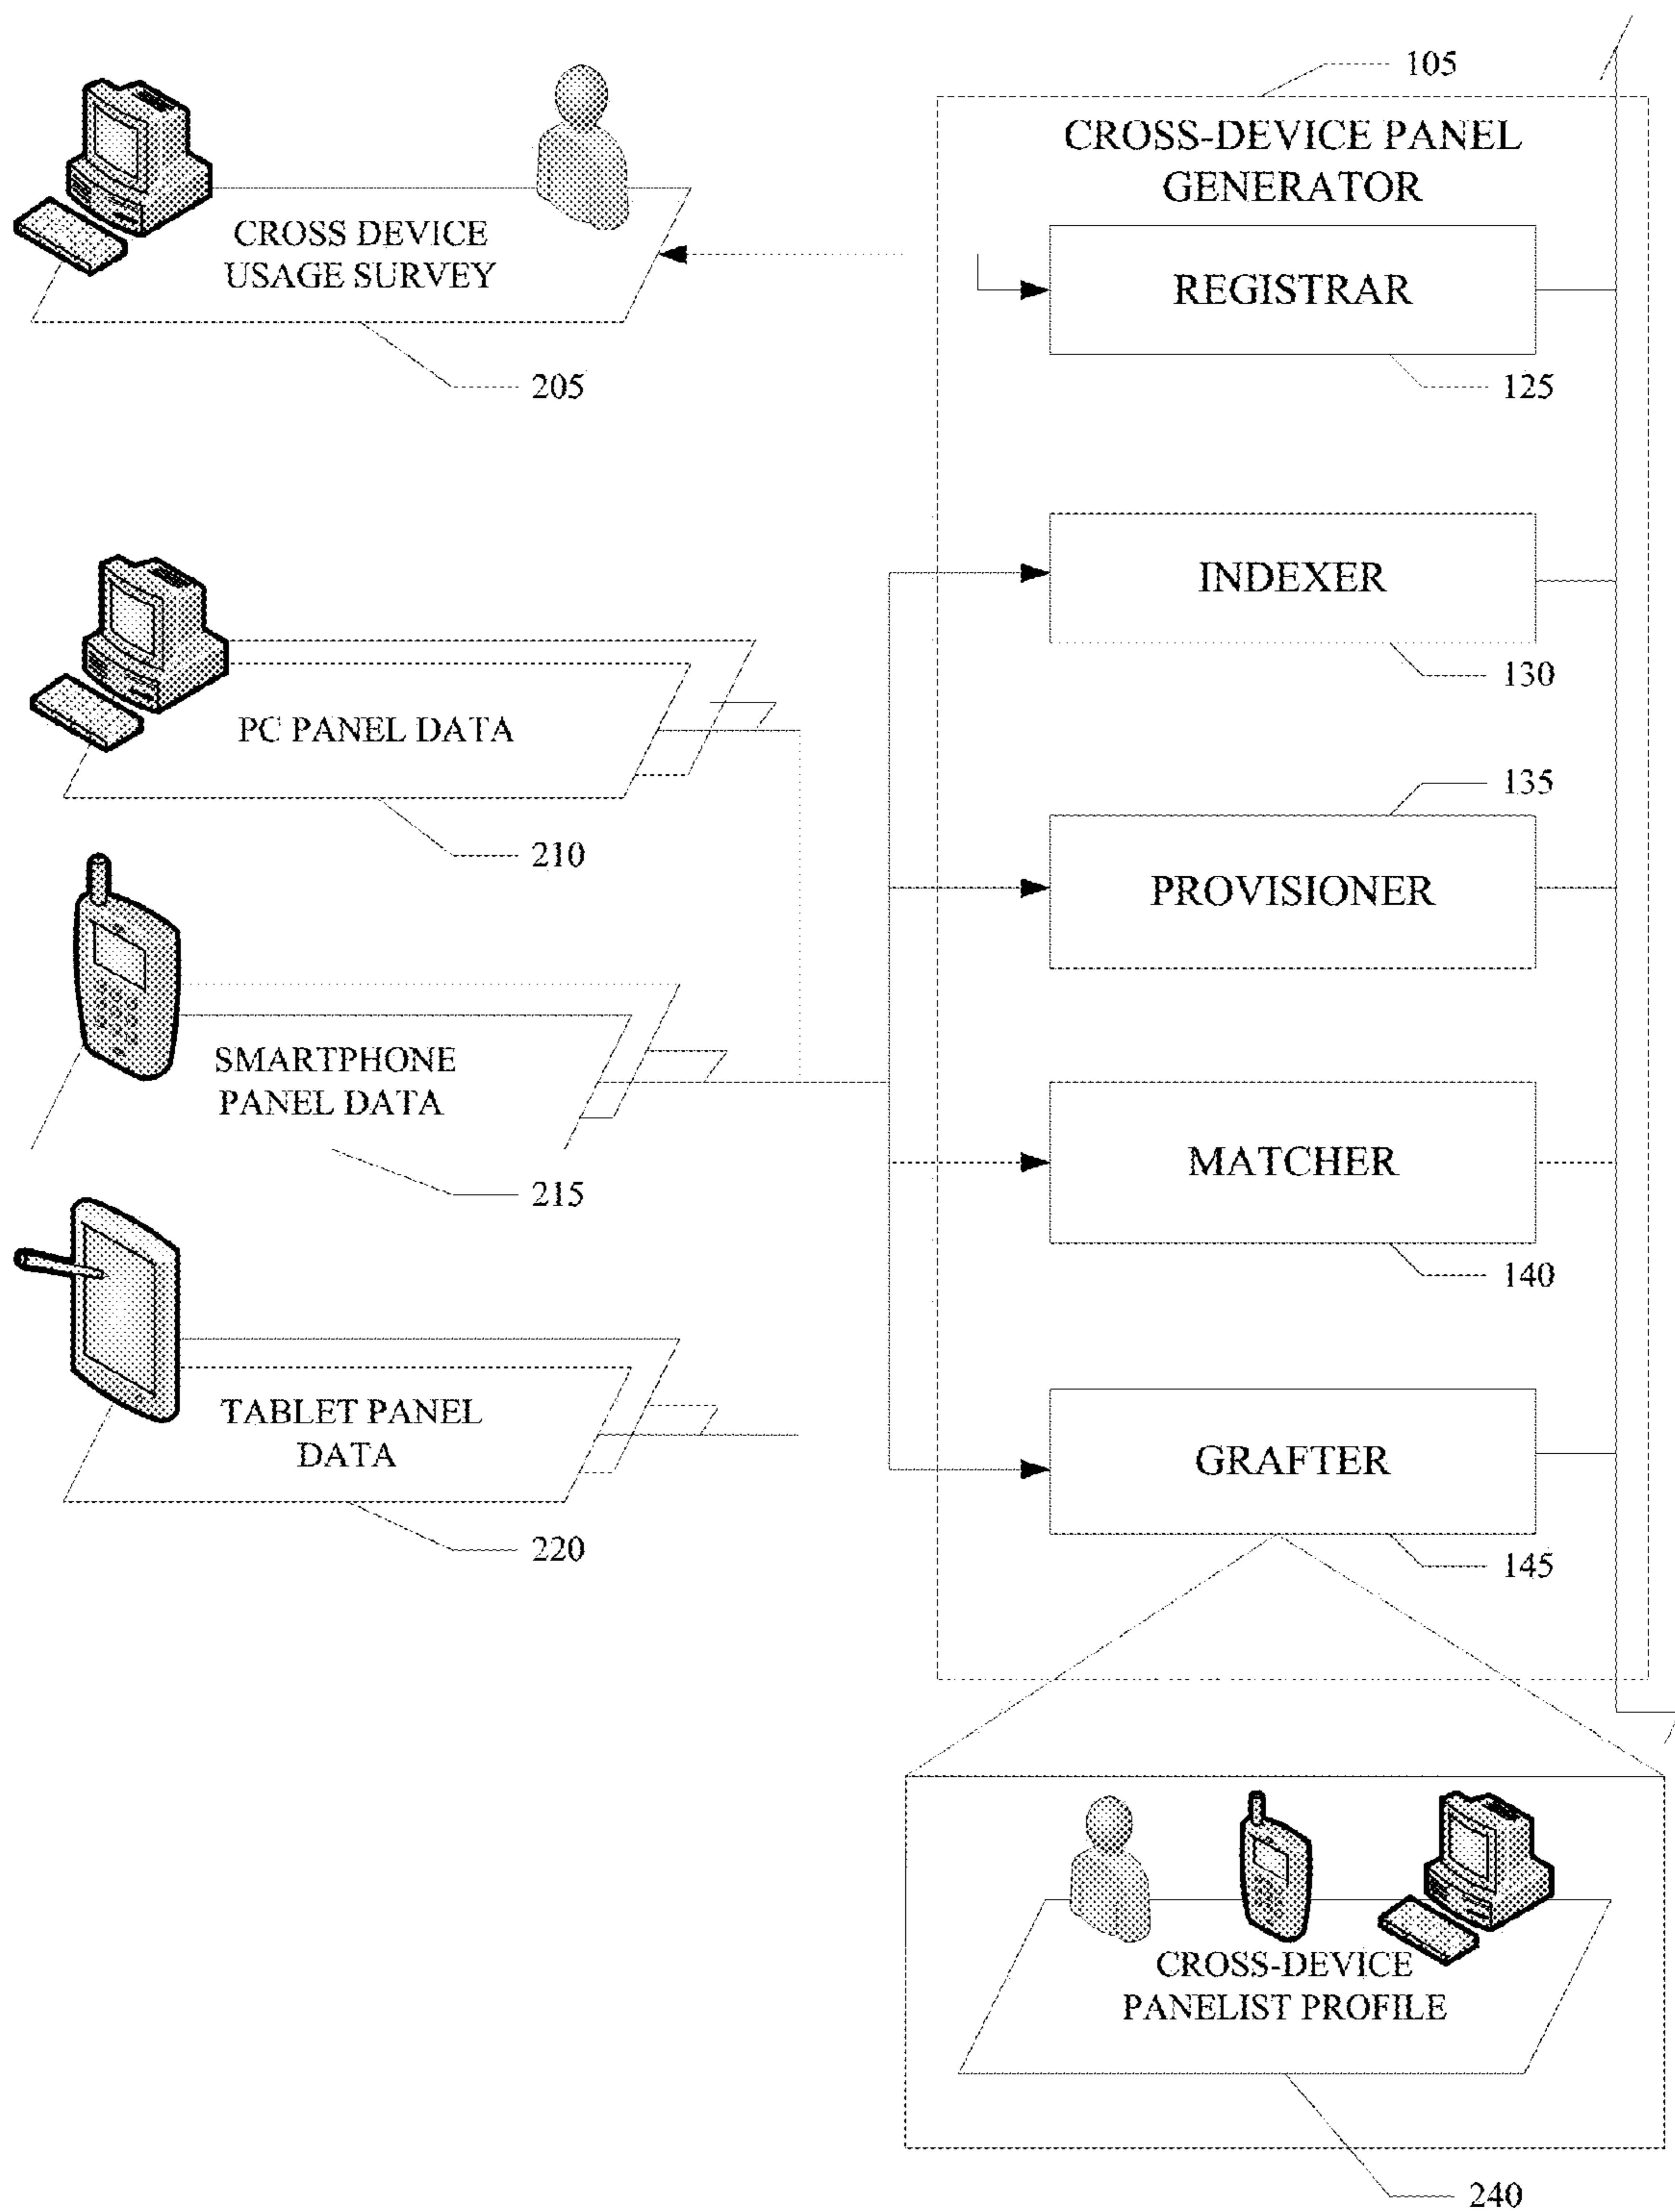 105
CROSS-DEVICE PANEL
GENERATOR
CROSS DEVICE
USAGE SURVEY
205
REGISTRAR
125
INDEXER
130
PC PANEL DATA
210
135
PROVISIONER
SMARTPHONE
PANEL DATA
215
MATCHER
140
TABLET PANEL
DATA
220
GRAFTER
145
CROSS-DEVICE
PANELIST PROFILE
240